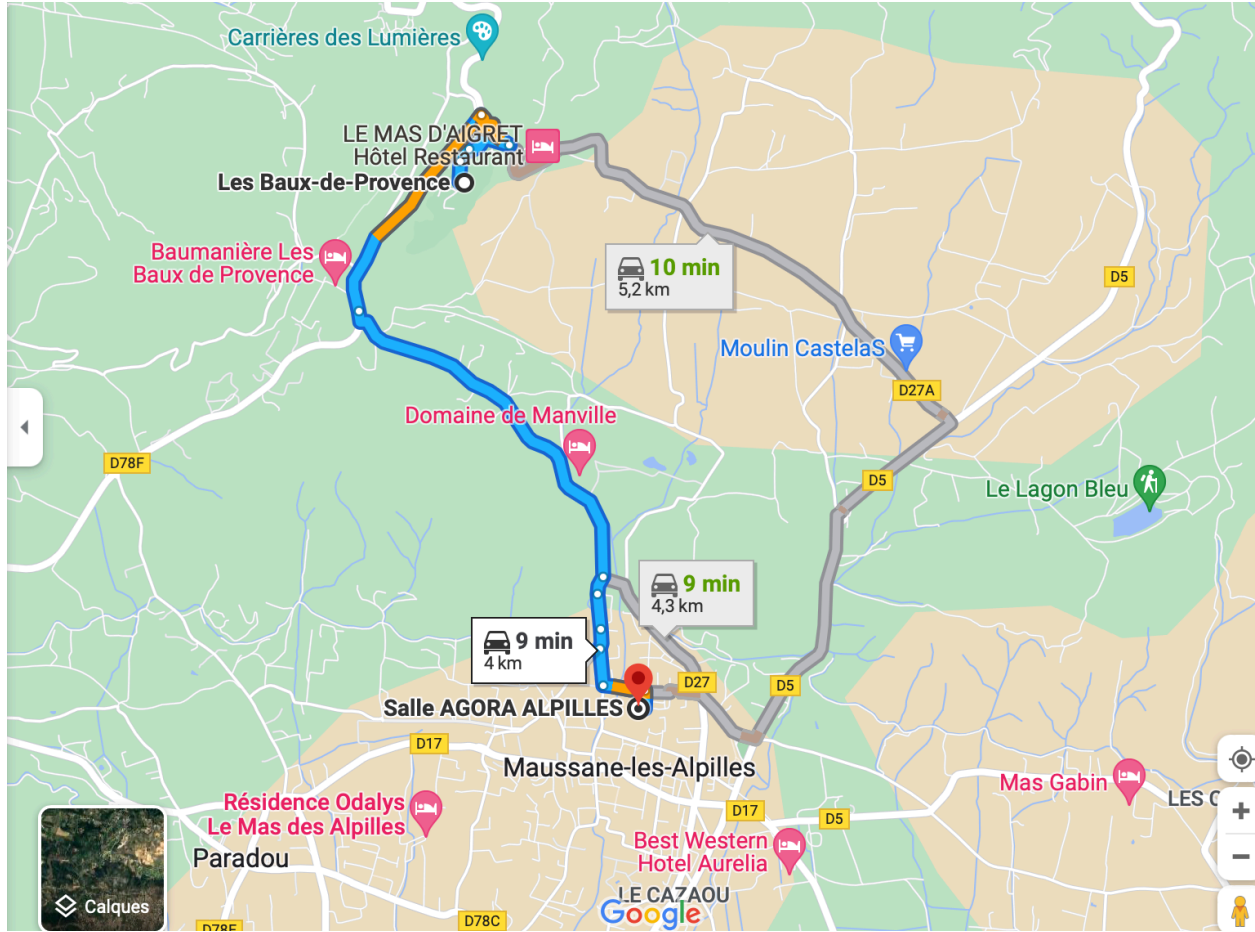 Carrières des Lumières
LE MAS D'AIGRET
Hôtel Restaurant
Les Baux-de-Provence
Baumanière Les
Baux de Provence
10 min
5,2 km
D5
Moulin CastelaS
D27A
Domaine de Manville
D78F
D5
Le Lagon Bleu
9 min
4,3 km
9 min
4 km
D27
D5
Salle AGORA ALPILLES
D17
Maussane-les-Alpilles
Mas Gabin
LES C
Résidence Odalys
Le Mas des Alpilles
D17
D5
Paradou
Best Western
Hotel Aurelia
Calques
LE CAZAOU
Google
D78C